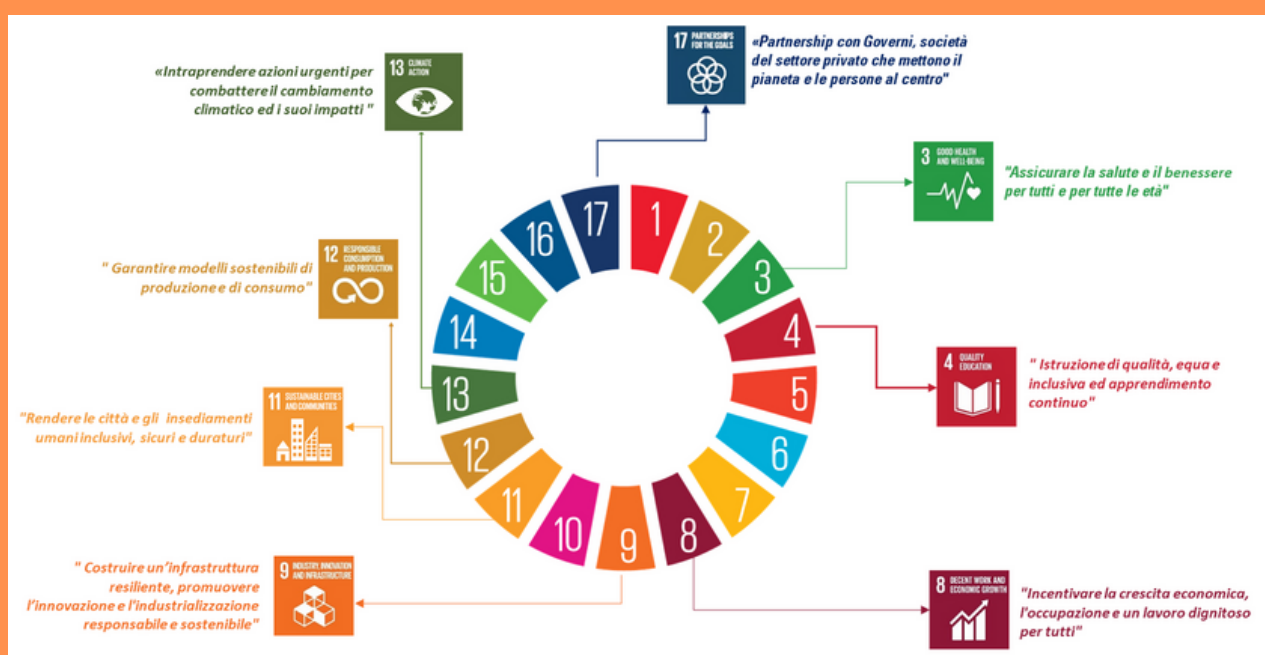 17 PARTNERSHIPS
FOR THE GOALS
«Partnership con Governi, società
del settore privato che mettono il
pianeta e le persone al centro"
13 CLIMATE
ACTION
«Intraprendere azioni urgenti per
combattere il cambiamento
climatico ed i suoi impatti "
3 GOOD HEALTH
AND WELL-BEING
"Assicurare la salute e il benessere
per tutti e per tutte le età"
12 RESPONSIBLE
CONSUMPTION
AND PRODUCTION
" Garantire modelli sostenibili di
produzione e di consumo"
4 QUALITY
EDUCATION
" Istruzione di qualità, equa e
inclusiva ed apprendimento
continuo"
11 SUSTAINABLE CITIES
AND COMMUNITIES
"Rendere le città e gli insediamenti
umani inclusivi, sicuri e duraturi"
9 INDUSTRY, INNOVATION
AND INFRASTRUCTURE
" Costruire un’infrastruttura
resiliente, promuovere
l’innovazione e l'industrializzazione
responsabile e sostenibile"
8 DECENT WORK AND
ECONOMIC GROWTH
"Incentivare la crescita economica,
l'occupazione e un lavoro dignitoso
per tutti"
1
2
3
4
5
6
7
8
9
10
11
12
13
14
15
16
17